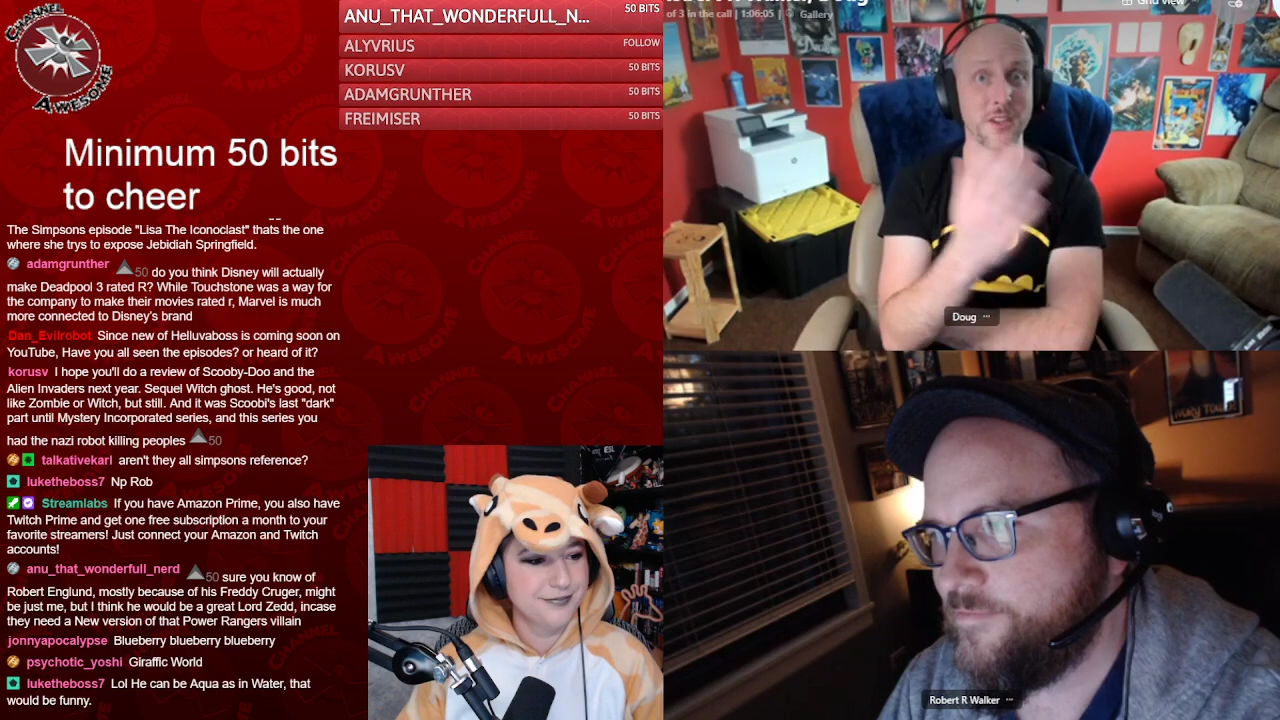 CHANNEL
AWESOME
ANU_THAT_WONDERFULL_N... 50 BITS
ALYVRIUS FOLLOW
KORUSV 50 BITS
ADAMGRUNTHER 50 BITS
FREIMISER 50 BITS
Minimum 50 bits
to cheer
The Simpsons episode "Lisa The Iconoclast" thats the one
where she trys to expose Jebidiah Springfield.
adamgrunther 50 do you think Disney will actually
make Deadpool 3 rated R? While Touchstone was a way for
the company to make their movies rated r, Marvel is much
more connected to Disney's brand
Dan_Evilrobot Since new of Helluvaboss is coming soon on
YouTube, Have you all seen the episodes? or heard of it?
korusv I hope you'll do a review of Scooby-Doo and the
Alien Invaders next year. Sequel Witch ghost. He's good, not
like Zombie or Witch, but still. And it was Scoobi's last "dark"
part until Mystery Incorporated series, and this series you
had the nazi robot killing peoples 50
talkativekarl aren't they all simpsons reference?
luketheboss7 Np Rob
Streamlabs If you have Amazon Prime, you also have
Twitch Prime and get one free subscription a month to your
favorite streamers! Just connect your Amazon and Twitch
accounts!
anu_that_wonderfull_nerd 50 sure you know of
Robert Englund, mostly because of his Freddy Cruger, might
be just me, but I think he would be a great Lord Zedd, incase
they need a New version of that Power Rangers villain
jonnyapocalypse Blueberry blueberry blueberry
psychotic_yoshi Giraffic World
luketheboss7 Lol He can be Aqua as in Water, that
would be funny.
of 3 in the call | 1:06:05 | Gallery
Grid view
Doug ...
Robert R Walker ...